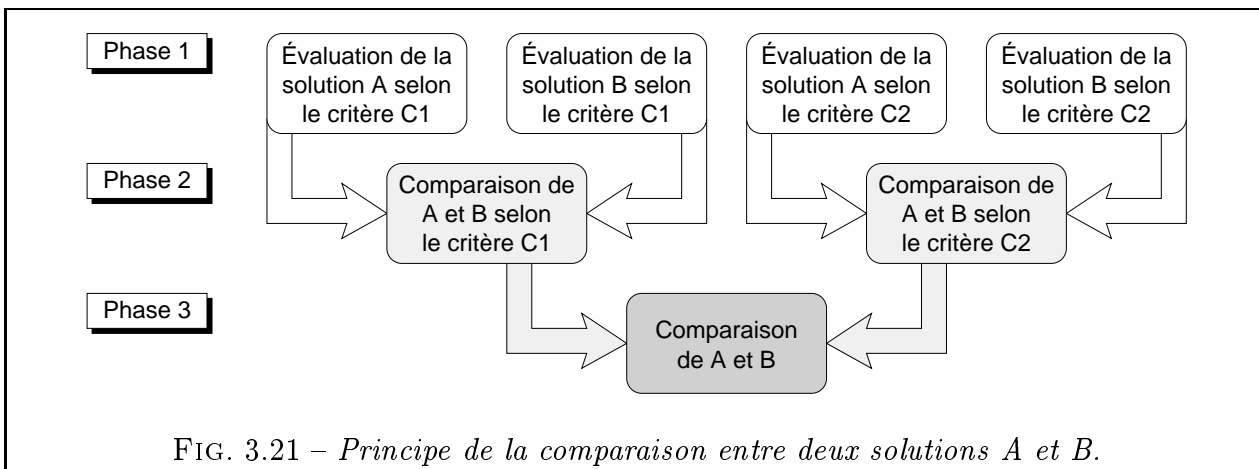 Phase 1
Évaluation de la
solution A selon
le critère C1
Évaluation de la
solution B selon
le critère C1
Évaluation de la
solution A selon
le critère C2
Évaluation de la
solution B selon
le critère C2
Phase 2
Comparaison de
A et B selon
le critère C1
Comparaison de
A et B selon
le critère C2
Phase 3
Comparaison
de A et B
FIG. 3.21 – Principe de la comparaison entre deux solutions A et B.